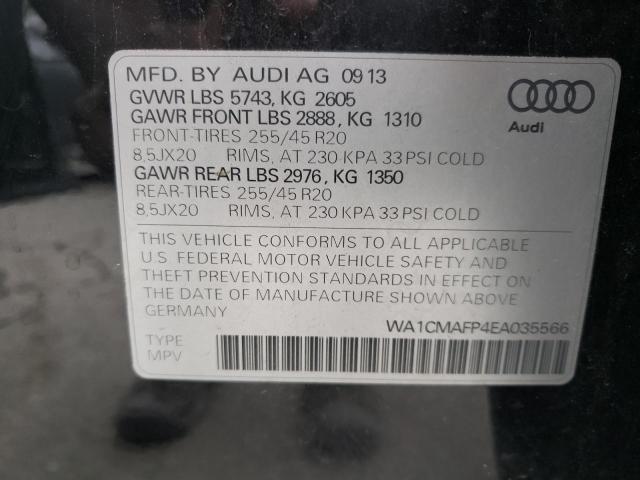 MFD. BY AUDI AG 09 13
GVWR LBS 5743, KG 2605
GAWR FRONT LBS 2888, KG 1310
FRONT-TIRES 255/45 R20
8,5JX20 RIMS, AT 230 KPA 33 PSI COLD
GAWR REAR LBS 2976, KG 1350
REAR-TIRES 255/45 R20
8,5JX20 RIMS, AT 230 KPA 33 PSI COLD
Audi
THIS VEHICLE CONFORMS TO ALL APPLICABLE
U.S. FEDERAL MOTOR VEHICLE SAFETY AND
THEFT PREVENTION STANDARDS IN EFFECT ON
THE DATE OF MANUFACTURE SHOWN ABOVE
GERMANY
WA1CMAFP4EA035566
TYPE
MPV